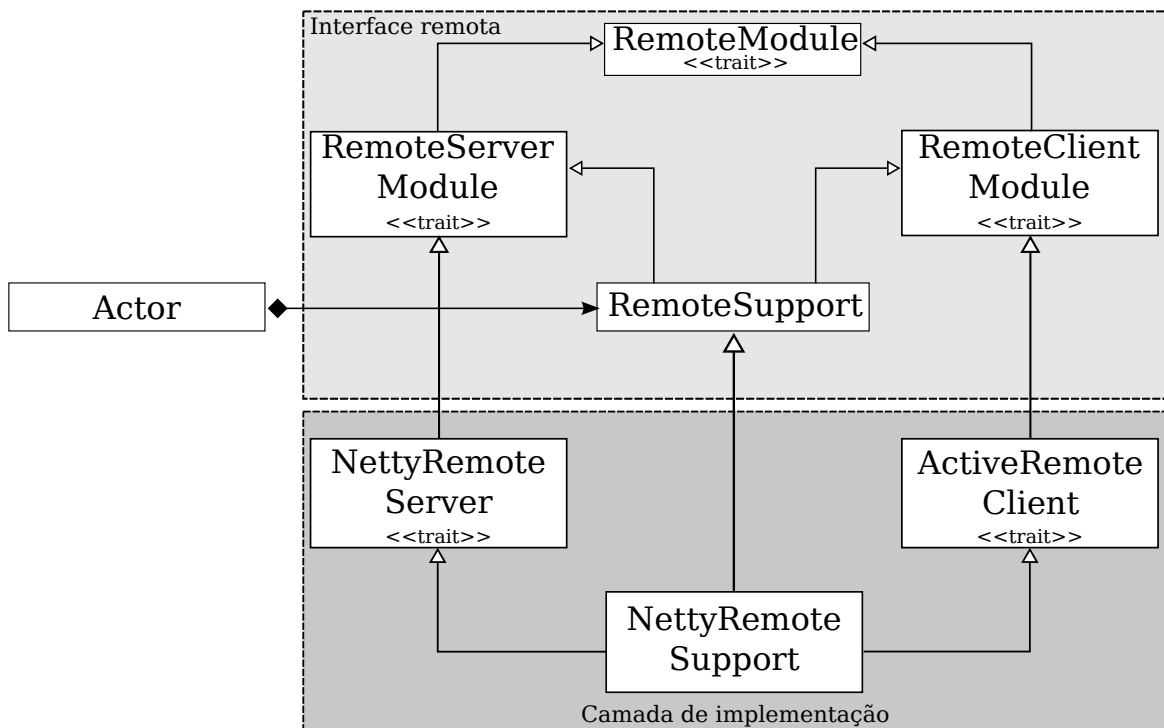 Interface remota
RemoteModule
<<trait>>
RemoteServer
Module
<<trait>>
RemoteClient
Module
<<trait>>
Actor
RemoteSupport
NettyRemote
Server
<<trait>>
ActiveRemote
Client
<<trait>>
NettyRemote
Support
Camada de implementação